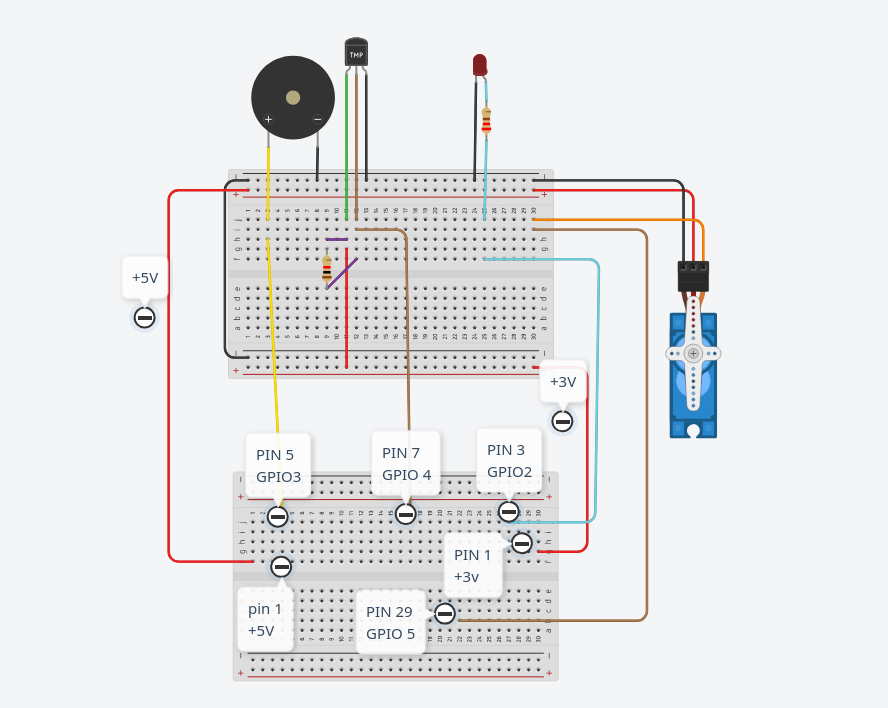 TMP
+ −
+5V
+3V
PIN 5
GPIO3
PIN 7
GPIO 4
PIN 3
GPIO2
PIN 1
+3v
pin 1
+5V
PIN 29
GPIO 5